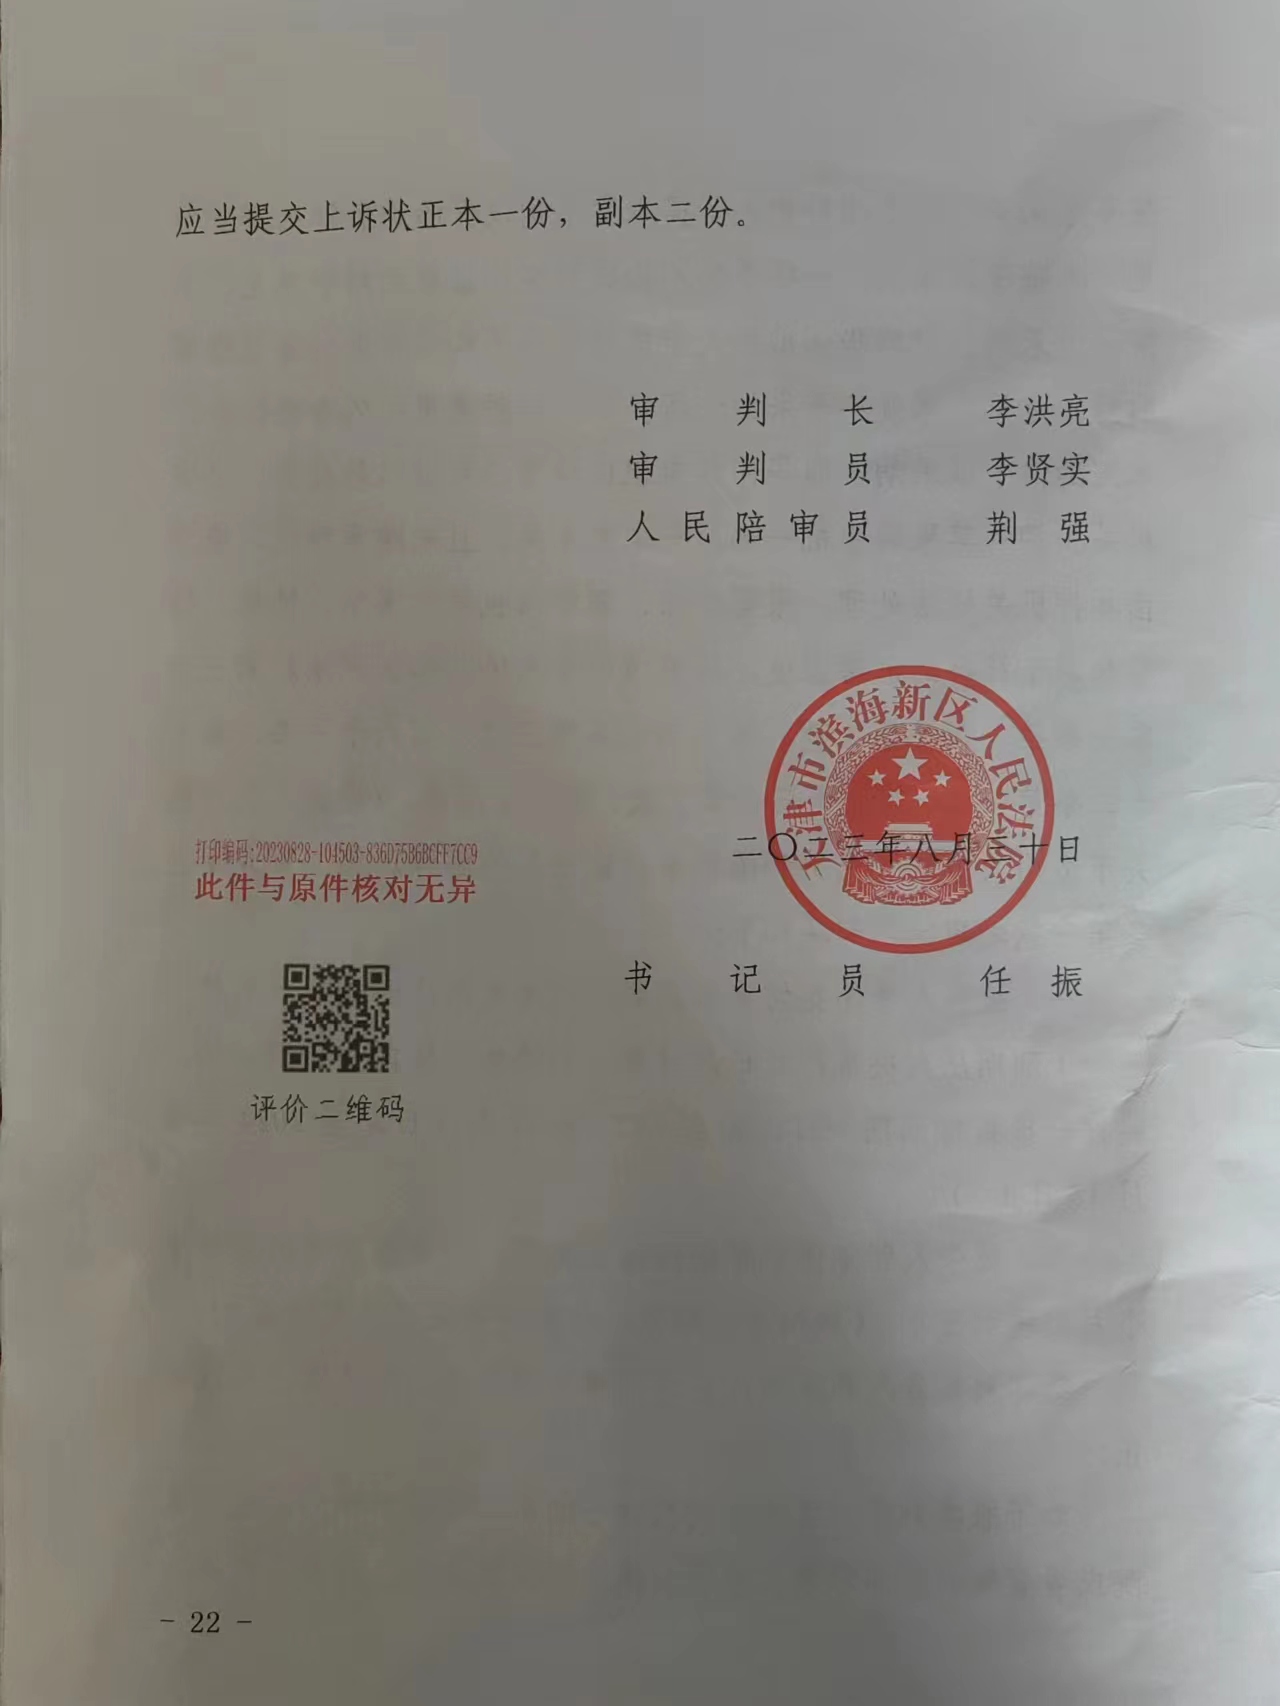 应当提交上诉状正本一份，副本二份。
审判长 李洪亮
审判员 李贤实
人民陪审员 荆强
天津市滨海新区人民法院
二〇二三年八月三十日
打印编码:20230828-104503-836D75B6BCFF7CC9
此件与原件核对无异
书记员 任振
评价二维码
- 22 -